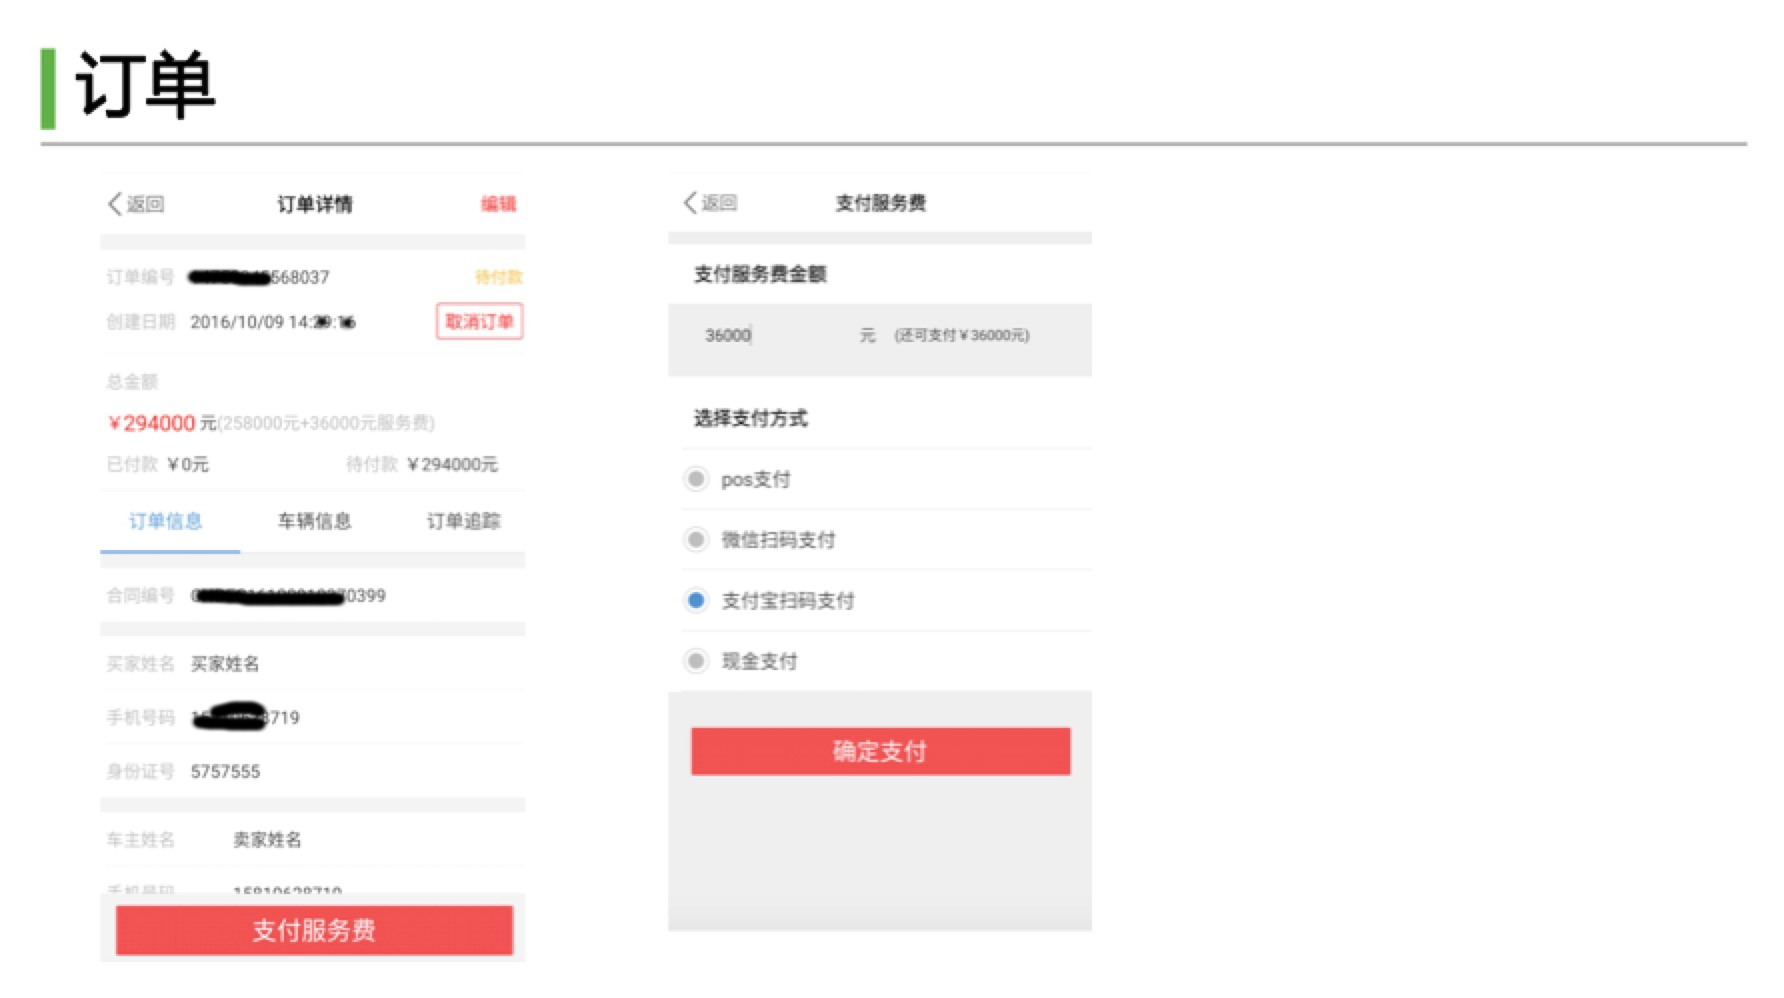 订单
返回 订单详情 编辑
订单编号 568037 待付款
创建日期 2016/10/09 14: 取消订单
总金额
￥294000 元(258000元+36000元服务费)
已付款 ￥0元 待付款 ￥294000元
订单信息 车辆信息 订单追踪
合同编号 0399
买家姓名 买家姓名
手机号码 719
身份证号 5757555
车主姓名 卖家姓名
手机号码
支付服务费
返回 支付服务费
支付服务费金额
36000 元 (还可支付￥36000元)
选择支付方式
pos支付
微信扫码支付
支付宝扫码支付
现金支付
确定支付